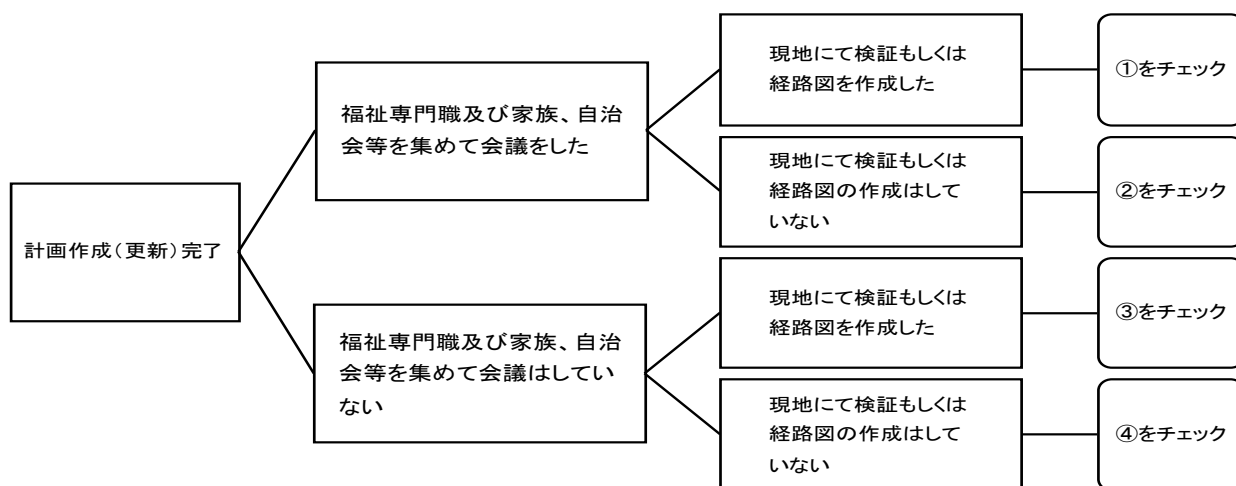 計画作成（更新）完了
福祉専門職及び家族、自治
会等を集めて会議をした
現地にて検証もしくは
経路図を作成した
①をチェック
現地にて検証もしくは
経路図の作成はして
いない
②をチェック
福祉専門職及び家族、自治
会等を集めて会議はしてい
ない
現地にて検証もしくは
経路図を作成した
③をチェック
現地にて検証もしくは
経路図の作成はして
いない
④をチェック